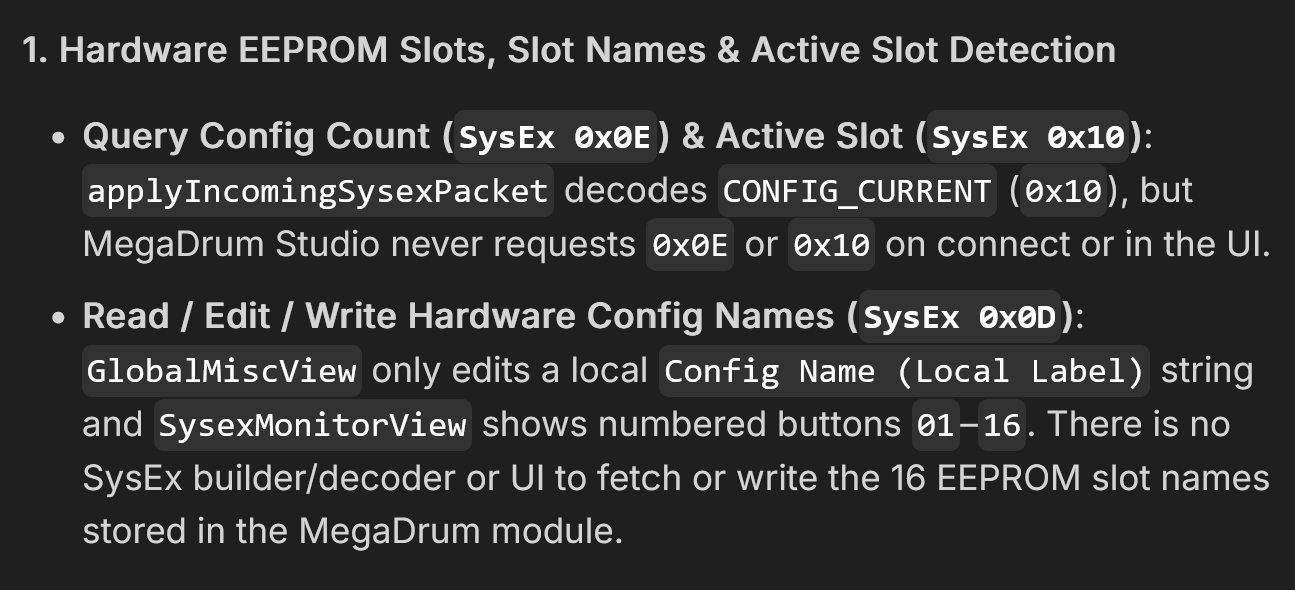 1. Hardware EEPROM Slots, Slot Names & Active Slot Detection
• Query Config Count (SysEx 0x0E) & Active Slot (SysEx 0x10):
applyIncomingSysexPacket decodes CONFIG_CURRENT (0x10), but
MegaDrum Studio never requests 0x0E or 0x10 on connect or in the UI.
• Read / Edit / Write Hardware Config Names (SysEx 0x0D):
GlobalMiscView only edits a local Config Name (Local Label) string
and SysexMonitorView shows numbered buttons 01–16. There is no
SysEx builder/decoder or UI to fetch or write the 16 EEPROM slot names
stored in the MegaDrum module.